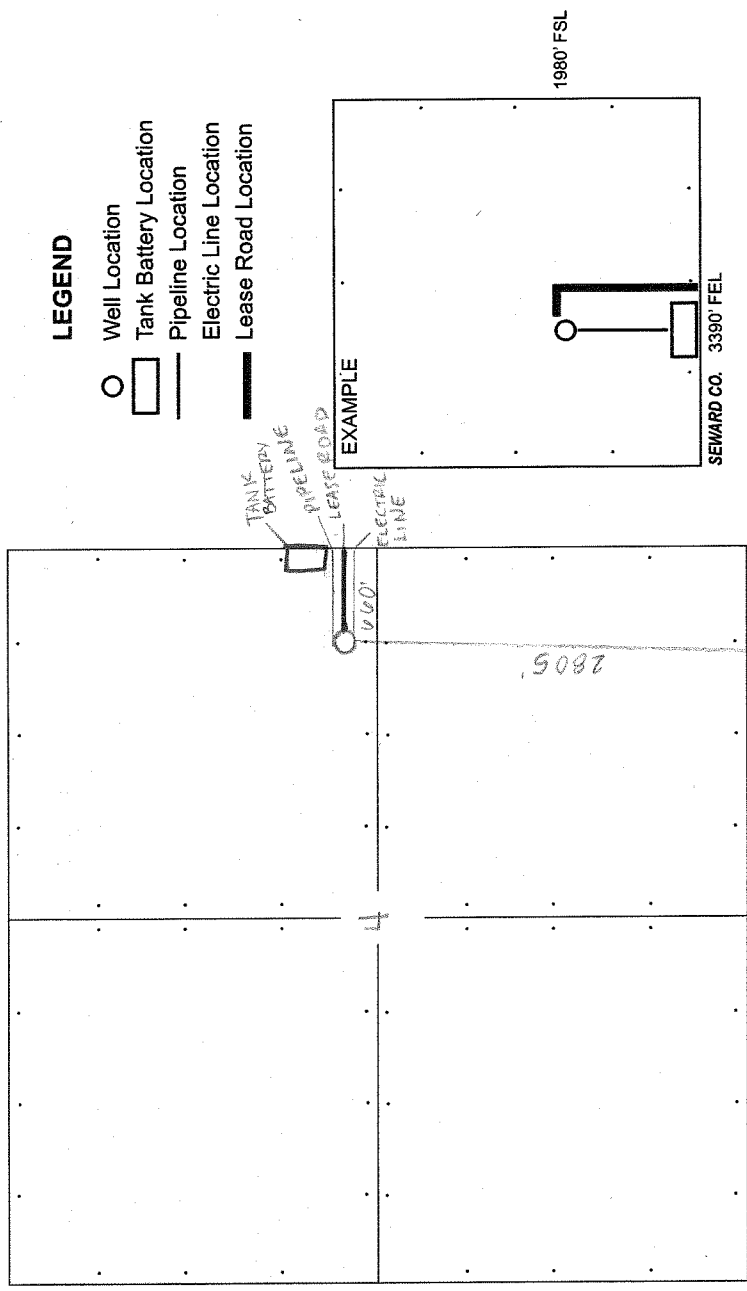 LEGEND
Well Location
Tank Battery Location
Pipeline Location
Electric Line Location
Lease Road Location
EXAMPLE
1980' FSL
SEWARD CO. 3390' FEL
TANK
BATTERY
PIPELINE
LEASE ROAD
ELECTRIC
LINE
660'
2805'
4